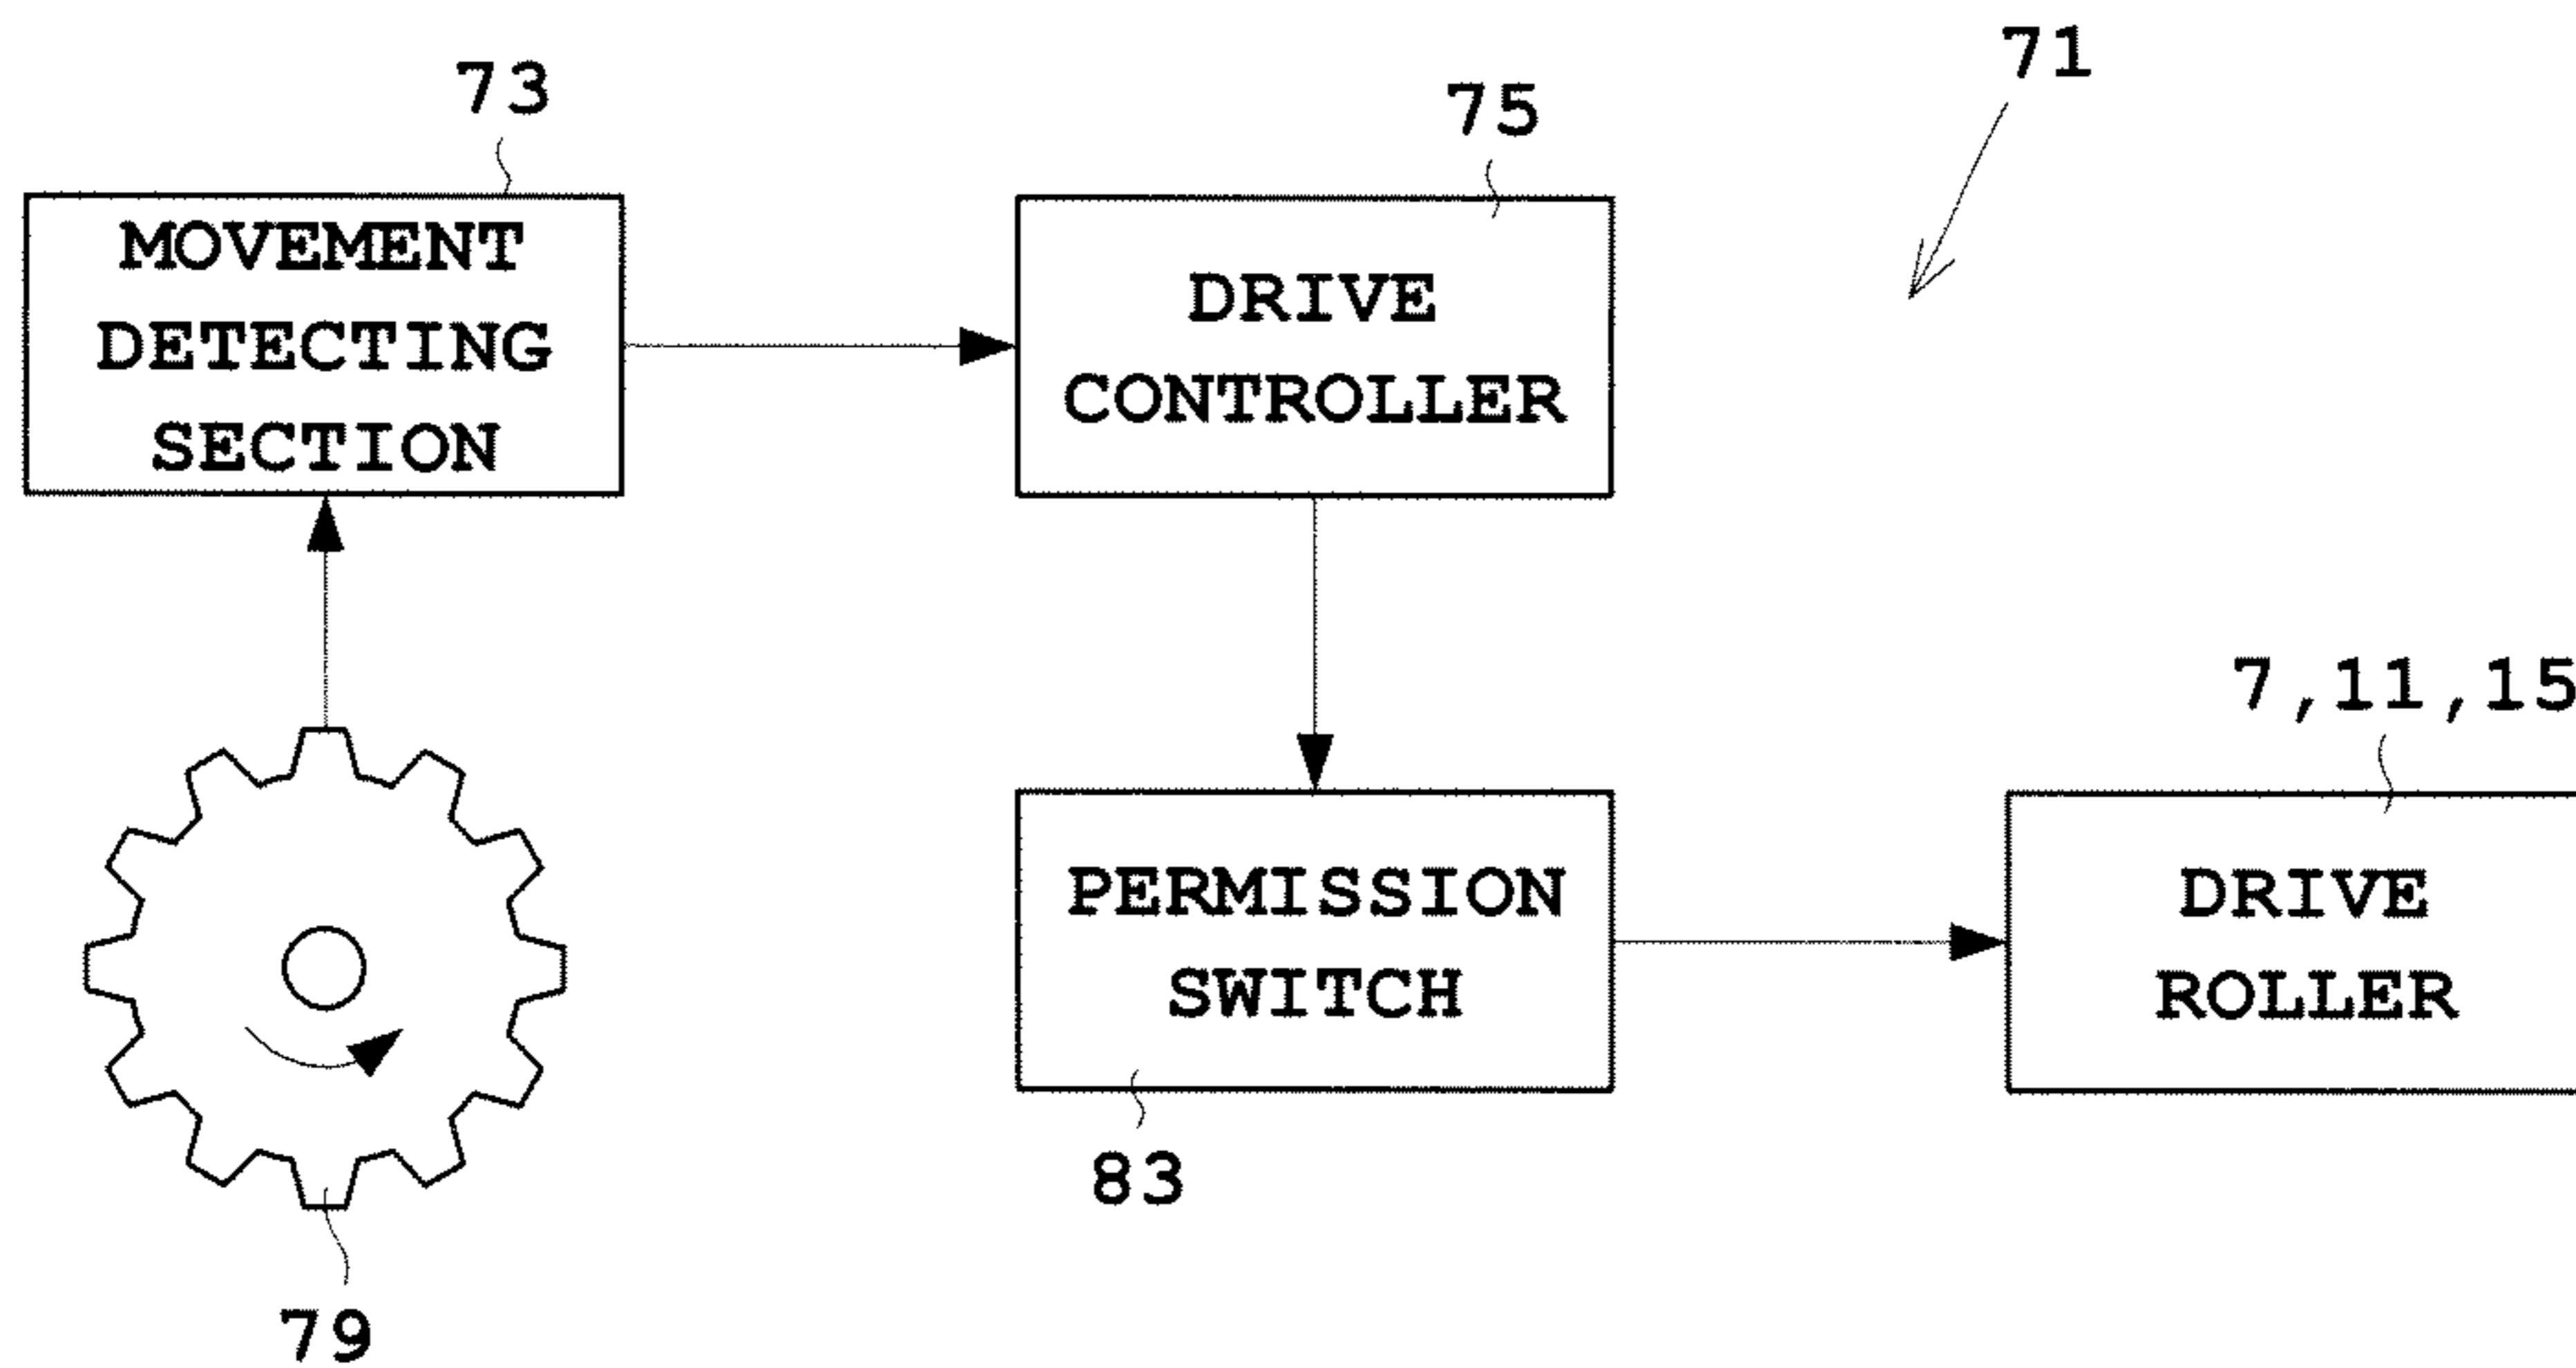 71
73
75
MOVEMENT
DETECTING
SECTION
DRIVE
CONTROLLER
7,11,15
PERMISSION
SWITCH
DRIVE
ROLLER
83
79